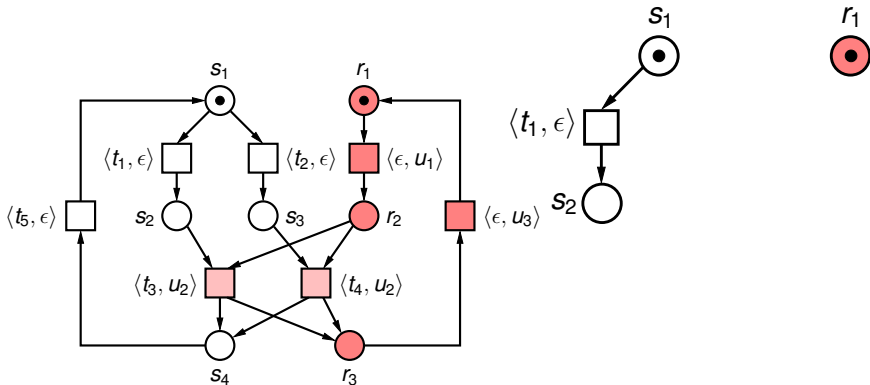 s₁ r₁
s₁ r₁
⟨t₁, ϵ⟩
⟨t₁, ϵ⟩ ⟨t₂, ϵ⟩ ⟨ϵ, u₁⟩
s₂
⟨t₅, ϵ⟩ s₂ s₃ r₂ ⟨ϵ, u₃⟩
⟨t₃, u₂⟩ ⟨t₄, u₂⟩
s₄ r₃